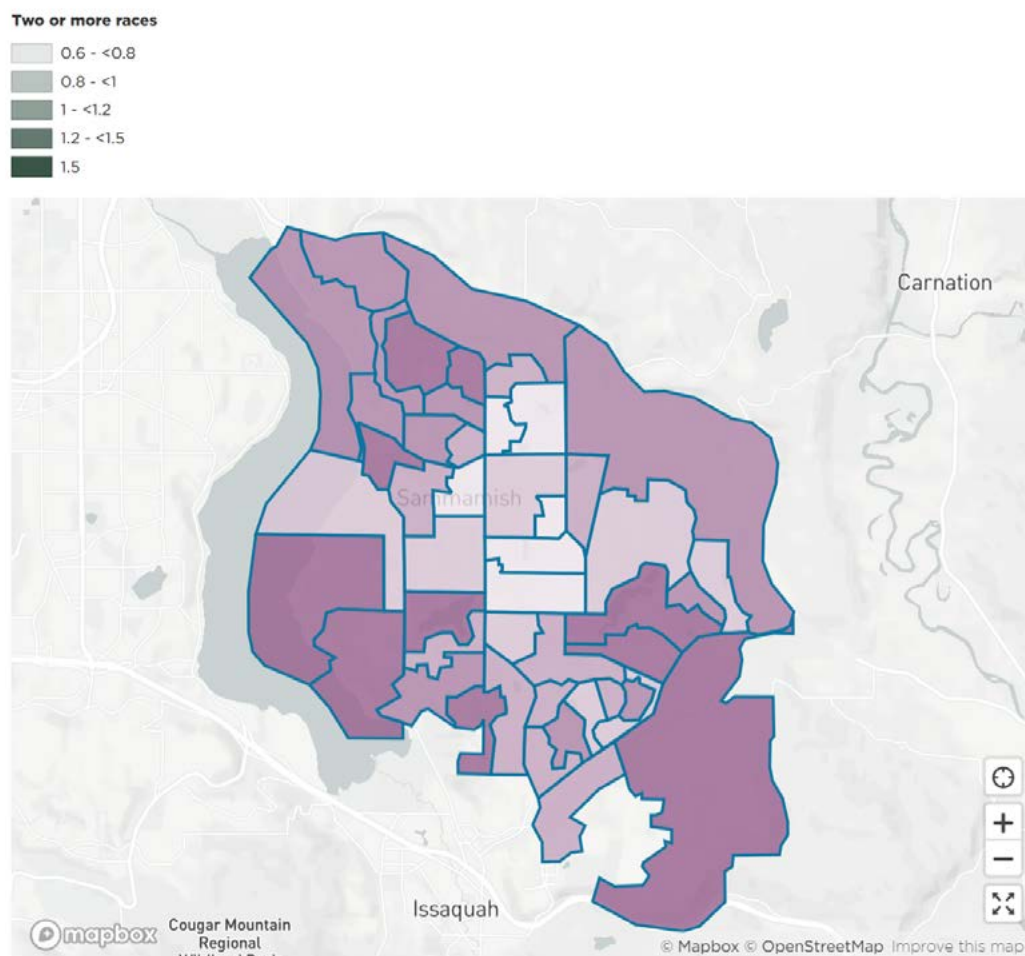 Two or more races
0.6 - <0.8
0.8 - <1
1 - <1.2
1.2 - <1.5
1.5
Carnation
Sammamish
Issaquah
mapbox
Cougar Mountain
Regional
© Mapbox © OpenStreetMap Improve this map